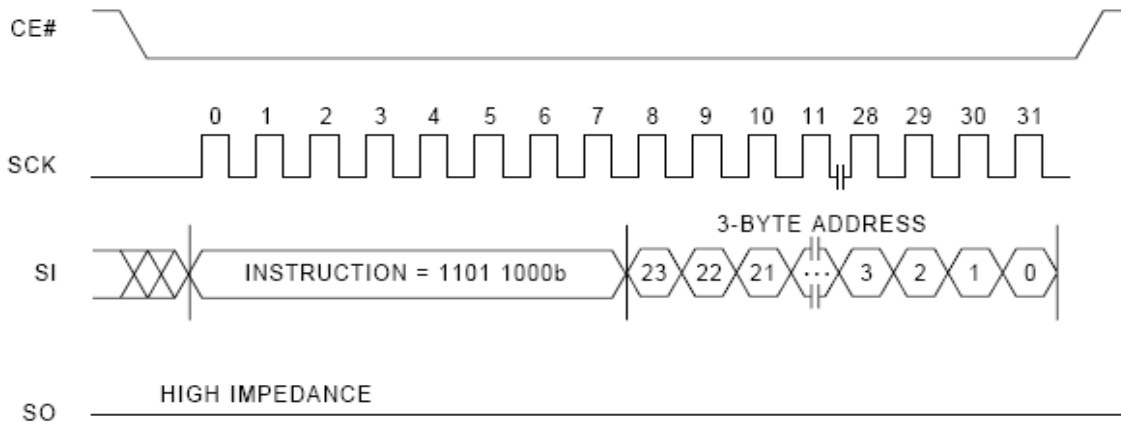 CE#
0 1 2 3 4 5 6 7 8 9 10 11 28 29 30 31
SCK
3-BYTE ADDRESS
SI INSTRUCTION = 1101 1000b 23 22 21 ... 3 2 1 0
HIGH IMPEDANCE
SO